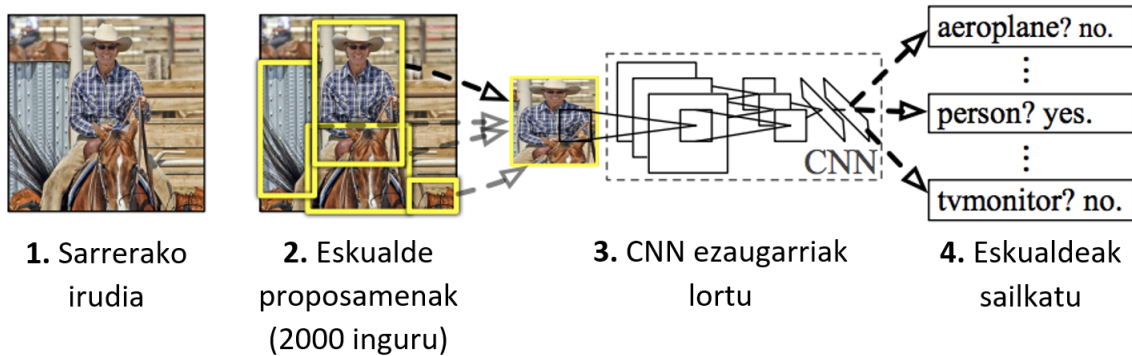 aeroplane? no.
person? yes.
tvmonitor? no.
CNN
1. Sarrerako
irudia
2. Eskualde
proposamenak
(2000 inguru)
3. CNN ezaugarriak
lortu
4. Eskualdeak
sailkatu